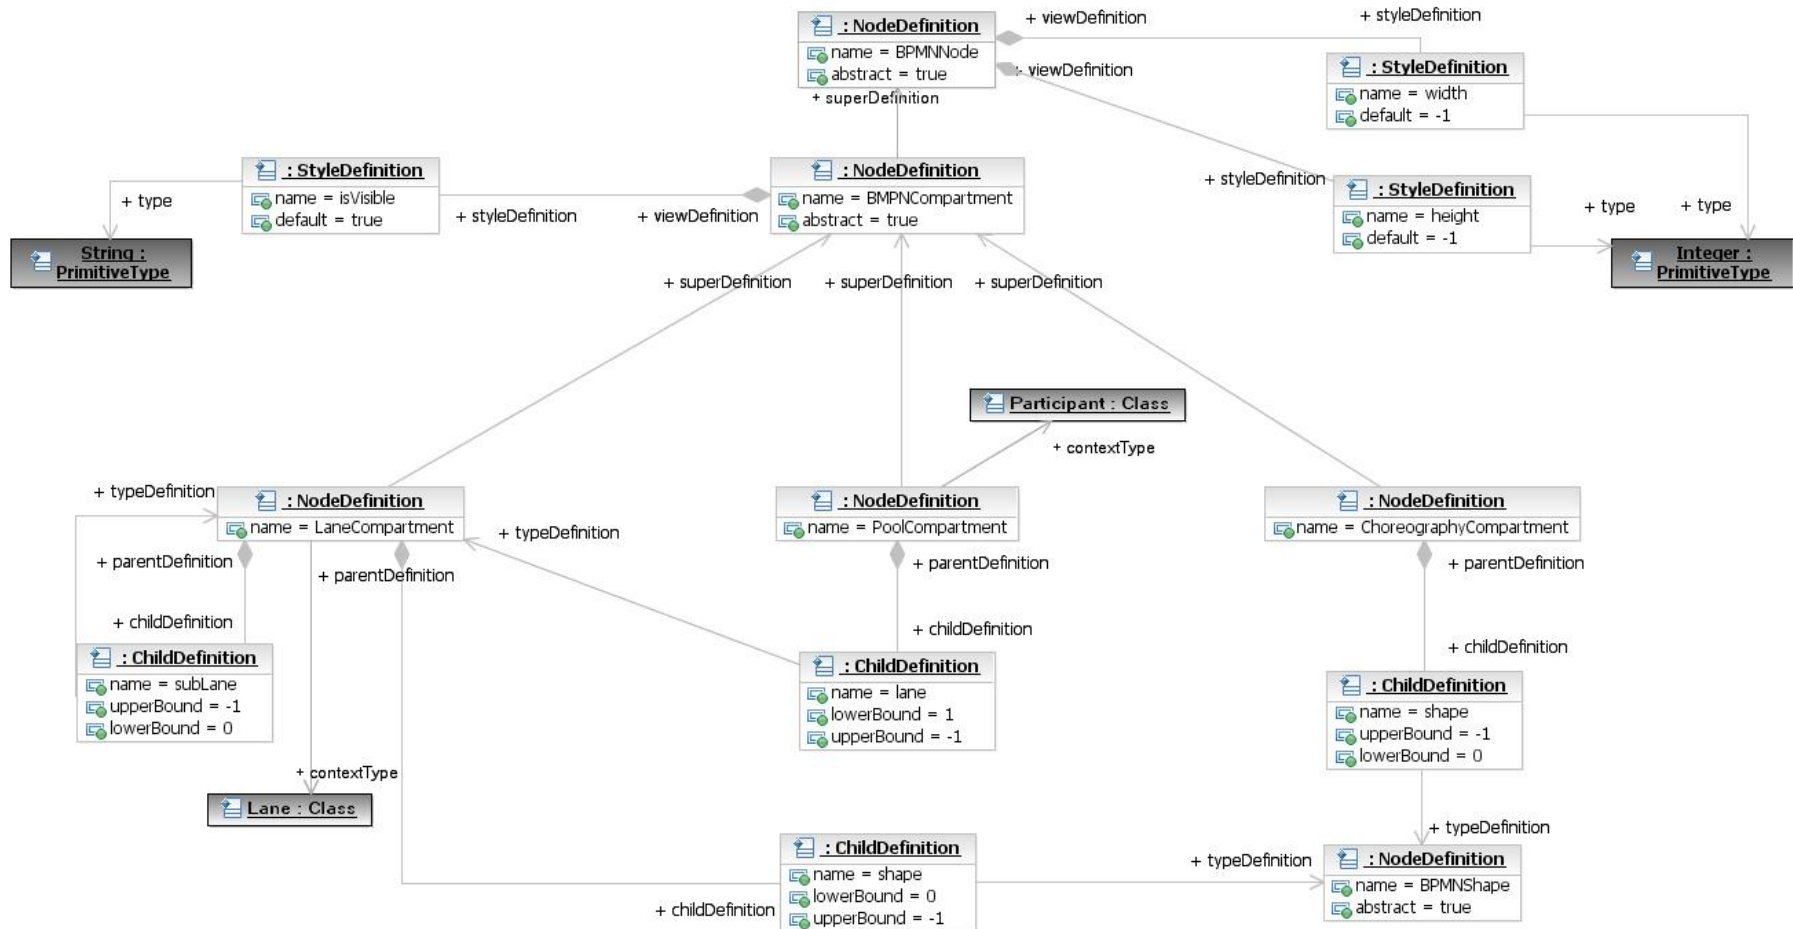 : NodeDefinition
name = BPMNNode
abstract = true
+ viewDefinition
+ styleDefinition
+ viewDefinition
: StyleDefinition
name = width
default = -1
+ superDefinition
: StyleDefinition
name = isVisible
default = true
+ type
+ styleDefinition
+ viewDefinition
: NodeDefinition
name = BMPNCompartment
abstract = true
+ styleDefinition
: StyleDefinition
name = height
default = -1
+ type
+ type
String :
PrimitiveType
Integer :
PrimitiveType
+ superDefinition
+ superDefinition
+ superDefinition
Participant : Class
+ contextType
+ typeDefinition
: NodeDefinition
name = LaneCompartment
+ typeDefinition
: NodeDefinition
name = PoolCompartment
: NodeDefinition
name = ChoreographyCompartment
+ parentDefinition
+ parentDefinition
+ parentDefinition
+ parentDefinition
+ childDefinition
+ childDefinition
+ childDefinition
: ChildDefinition
name = subLane
upperBound = -1
lowerBound = 0
: ChildDefinition
name = lane
lowerBound = 1
upperBound = -1
: ChildDefinition
name = shape
upperBound = -1
lowerBound = 0
+ contextType
Lane : Class
+ typeDefinition
: ChildDefinition
name = shape
lowerBound = 0
upperBound = -1
+ childDefinition
+ typeDefinition
: NodeDefinition
name = BPMNShape
abstract = true